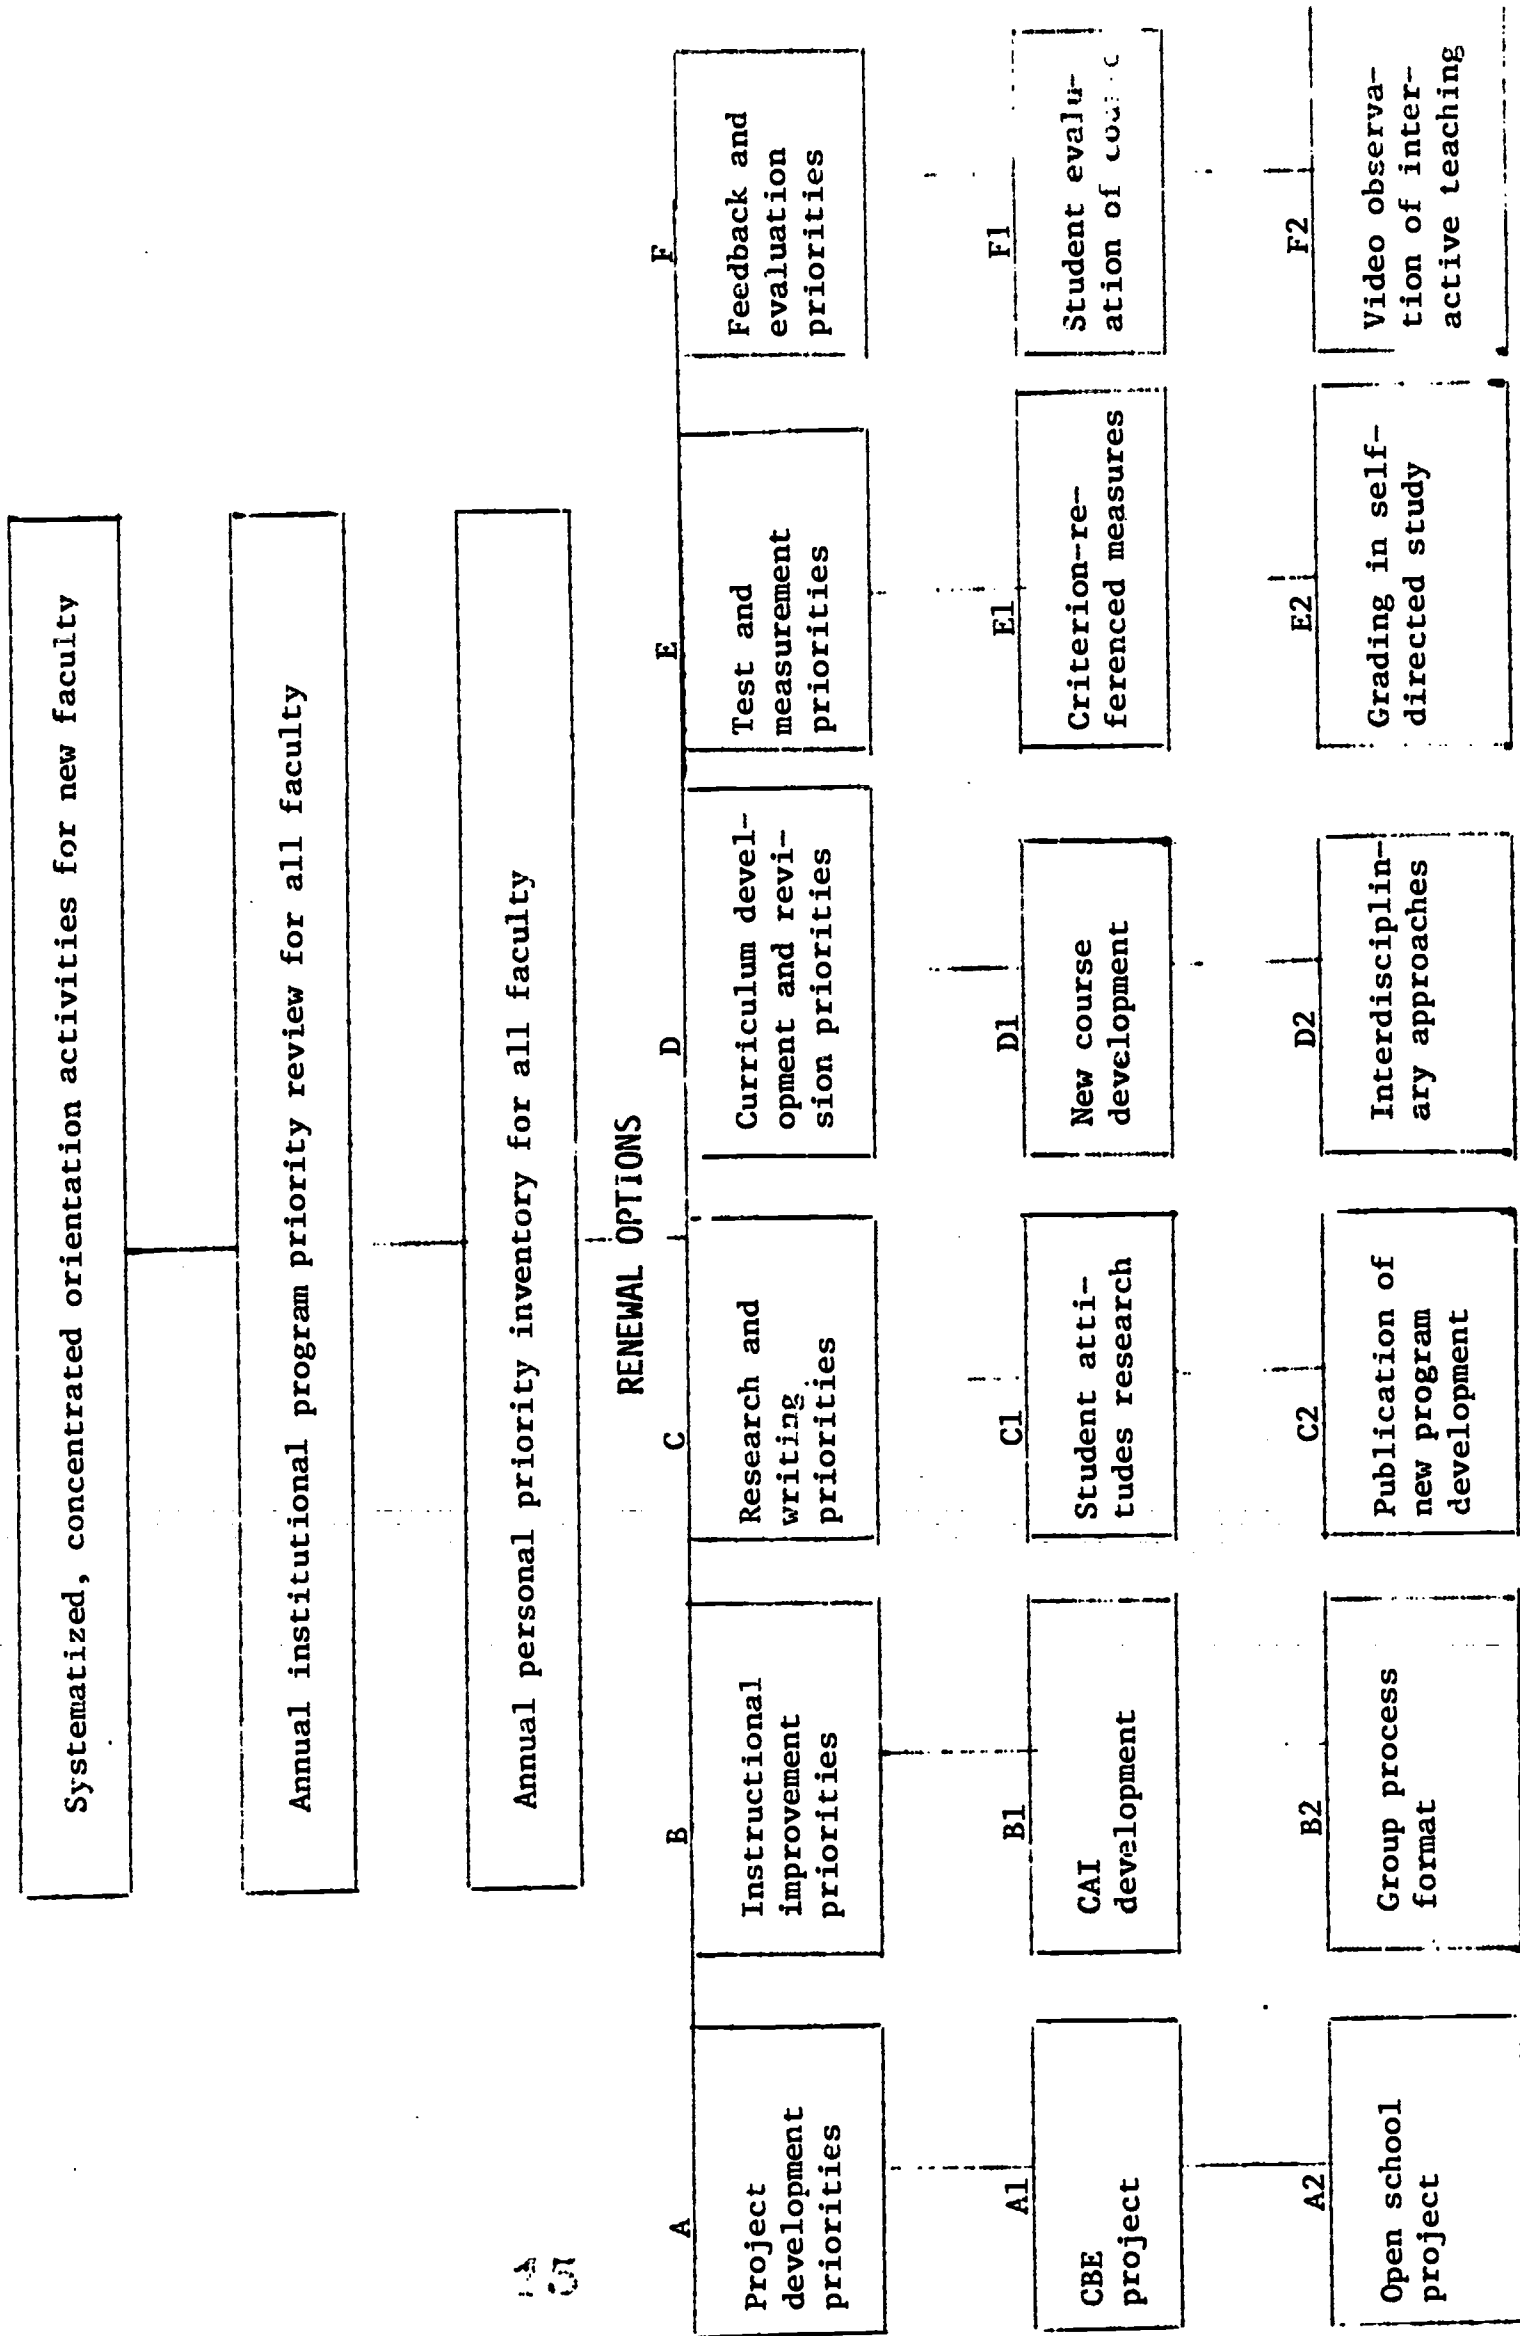 Systematized, concentrated orientation activities for new faculty
Annual institutional program priority review for all faculty
Annual personal priority inventory for all faculty
RENEWAL OPTIONS
A
Project
development
priorities
B
Instructional
improvement
priorities
C
Research and
writing
priorities
D
Curriculum devel-
opment and revi-
sion priorities
E
Test and
measurement
priorities
F
Feedback and
evaluation
priorities
A1
CBE
project
B1
CAI
development
C1
Student atti-
tudes research
D1
New course
development
E1
Criterion-re-
ferenced measures
F1
Student evalu-
ation of
A2
Open school
project
B2
Group process
format
C2
Publication of
new program
development
D2
Interdisciplin-
ary approaches
E2
Grading in self-
directed study
F2
Video observa-
tion of inter-
active teaching